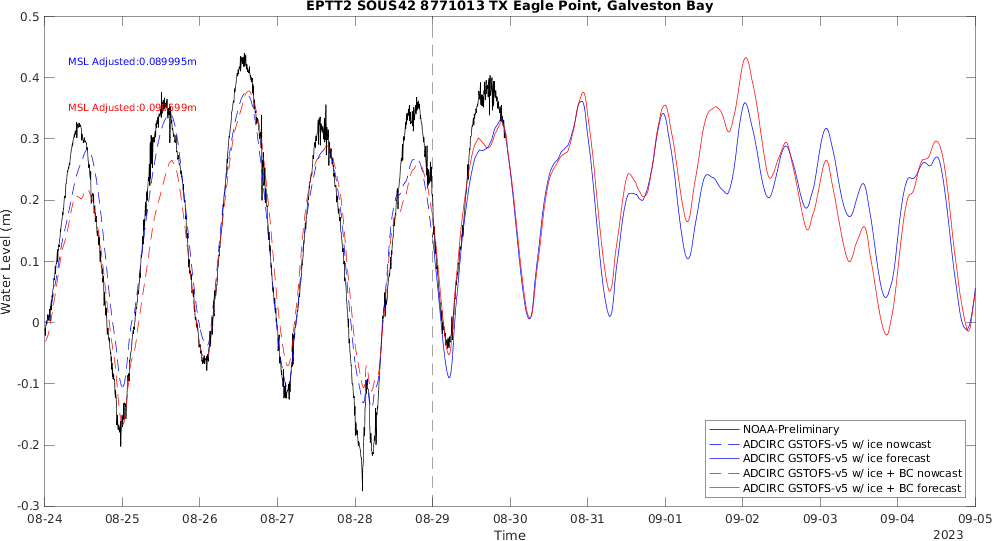 EPTT2 SOUS42 8771013 TX Eagle Point, Galveston Bay
0.5
0.4
0.3
0.2
0.1
0
-0.1
-0.2
-0.3
Water Level (m)
MSL Adjusted:0.089995m
MSL Adjusted:
08-24
08-25
08-26
08-27
08-28
08-29
08-30
08-31
09-01
09-02
09-03
09-04
09-05
Time
2023
NOAA-Preliminary
ADCIRC GSTOFS-v5 w/ ice nowcast
ADCIRC GSTOFS-v5 w/ ice forecast
ADCIRC GSTOFS-v5 w/ ice + BC nowcast
ADCIRC GSTOFS-v5 w/ ice + BC forecast